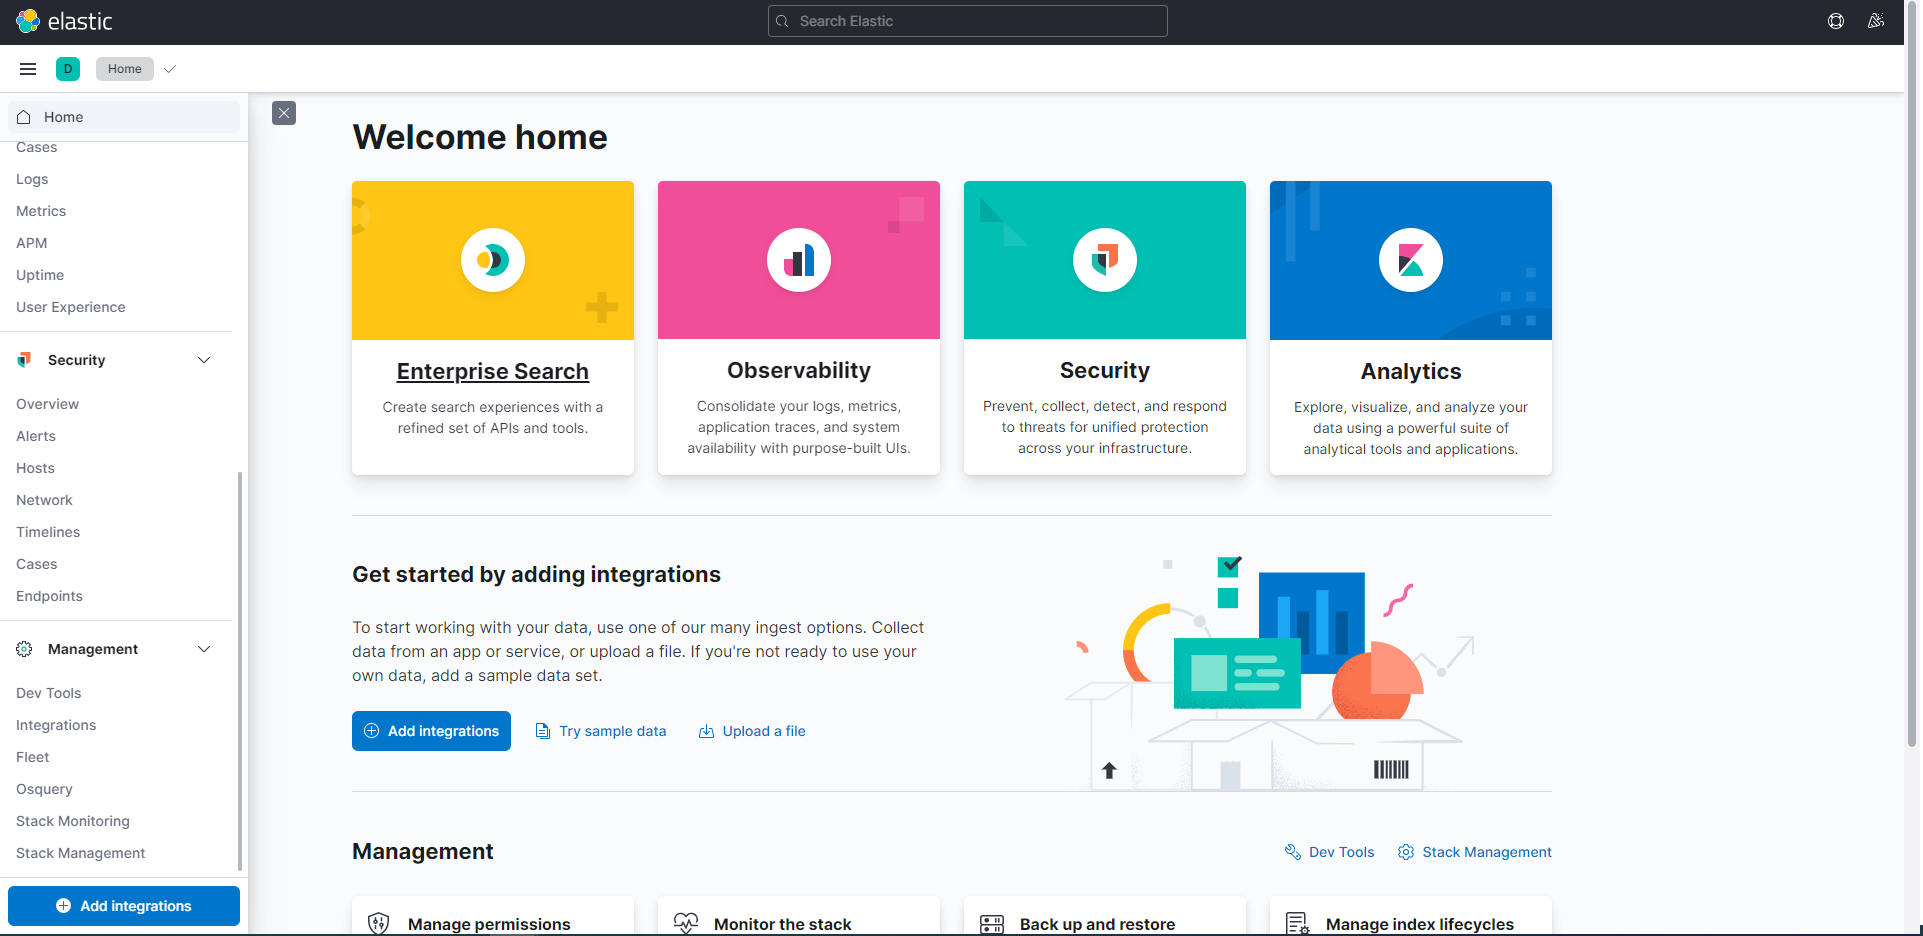 elastic
Search Elastic
D
Home
Home
Cases
Logs
Metrics
APM
Uptime
User Experience
Security
Overview
Alerts
Hosts
Network
Timelines
Cases
Endpoints
Management
Dev Tools
Integrations
Fleet
Osquery
Stack Monitoring
Stack Management
Add integrations
Welcome home
Enterprise Search
Create search experiences with a
refined set of APIs and tools.
Observability
Consolidate your logs, metrics,
application traces, and system
availability with purpose-built UIs.
Security
Prevent, collect, detect, and respond
to threats for unified protection
across your infrastructure.
Analytics
Explore, visualize, and analyze your
data using a powerful suite of
analytical tools and applications.
Get started by adding integrations
To start working with your data, use one of our many ingest options. Collect
data from an app or service, or upload a file. If you're not ready to use your
own data, add a sample data set.
Add integrations
Try sample data
Upload a file
Management
Dev Tools
Stack Management
Manage permissions
Monitor the stack
Back up and restore
Manage index lifecycles